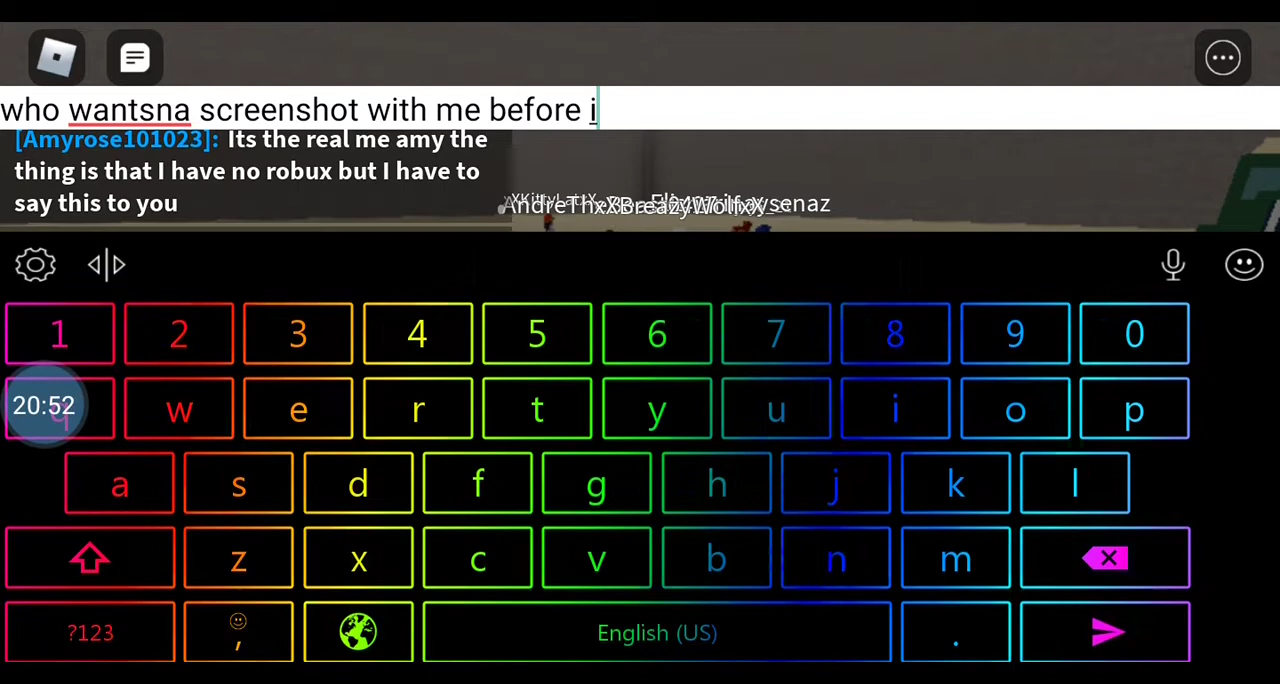 who wantsna screenshot with me before i
[Amyrose101023]: Its the real me amy the
thing is that I have no robux but I have to
say this to you
1 2 3 4 5 6 7 8 9 0
20:52
q w e r t y u i o p
a s d f g h j k l
z x c v b n m
?123 , English (US) .